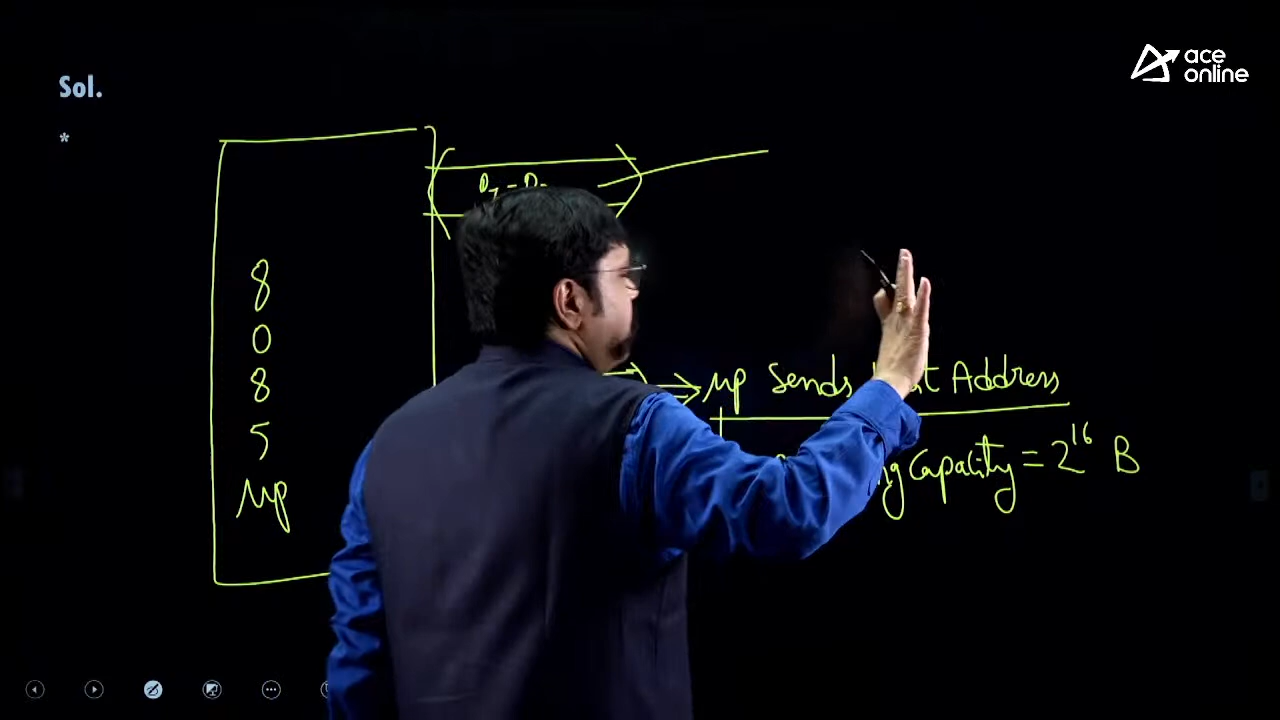 ace
online
Sol.
*
8
0
8
5
μp
μp Sends Address
Capacity = 2^16 B